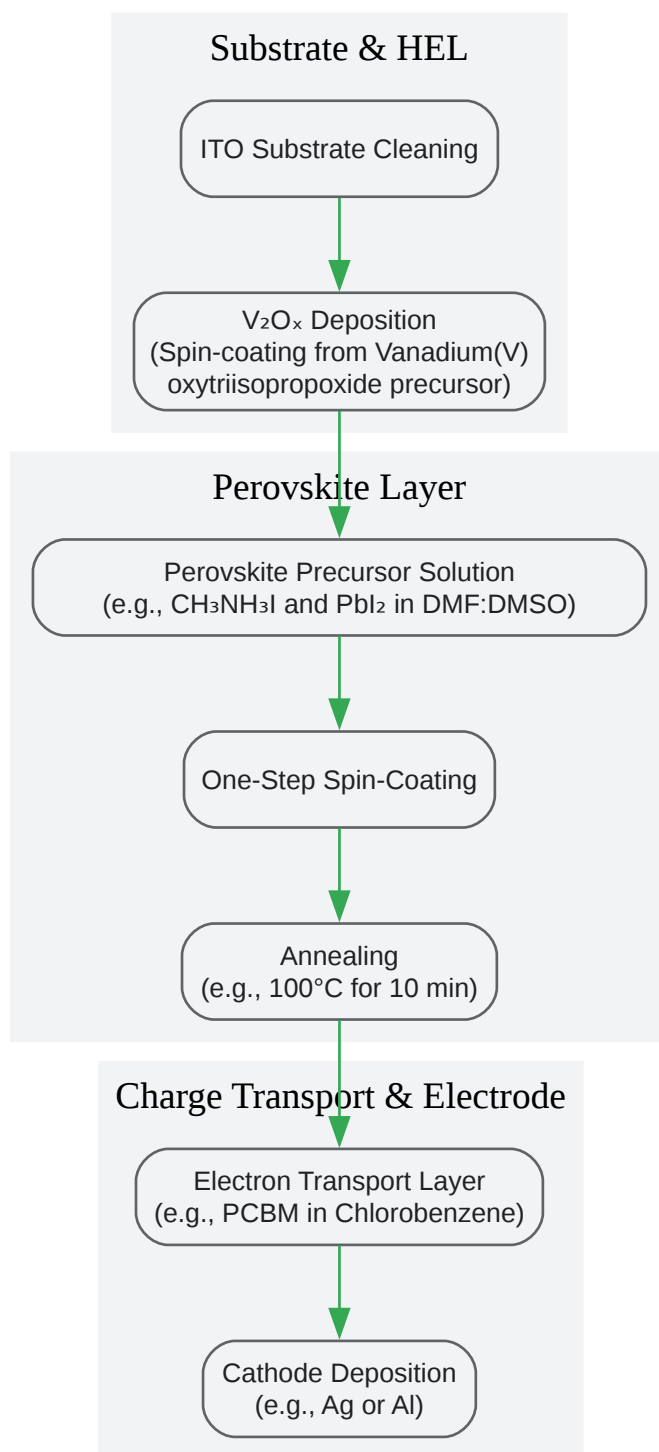 Substrate & HEL
ITO Substrate Cleaning
V₂Oₓ Deposition
(Spin-coating from Vanadium(V)
oxytriisopropoxide precursor)
Perovskite Layer
Perovskite Precursor Solution
(e.g., CH₃NH₃I and PbI₂ in DMF:DMSO)
One-Step Spin-Coating
Annealing
(e.g., 100°C for 10 min)
Charge Transport & Electrode
Electron Transport Layer
(e.g., PCBM in Chlorobenzene)
Cathode Deposition
(e.g., Ag or Al)